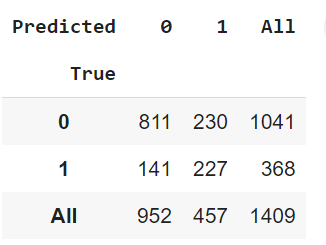 Predicted 0 1 All
True
0 811 230 1041
1 141 227 368
All 952 457 1409